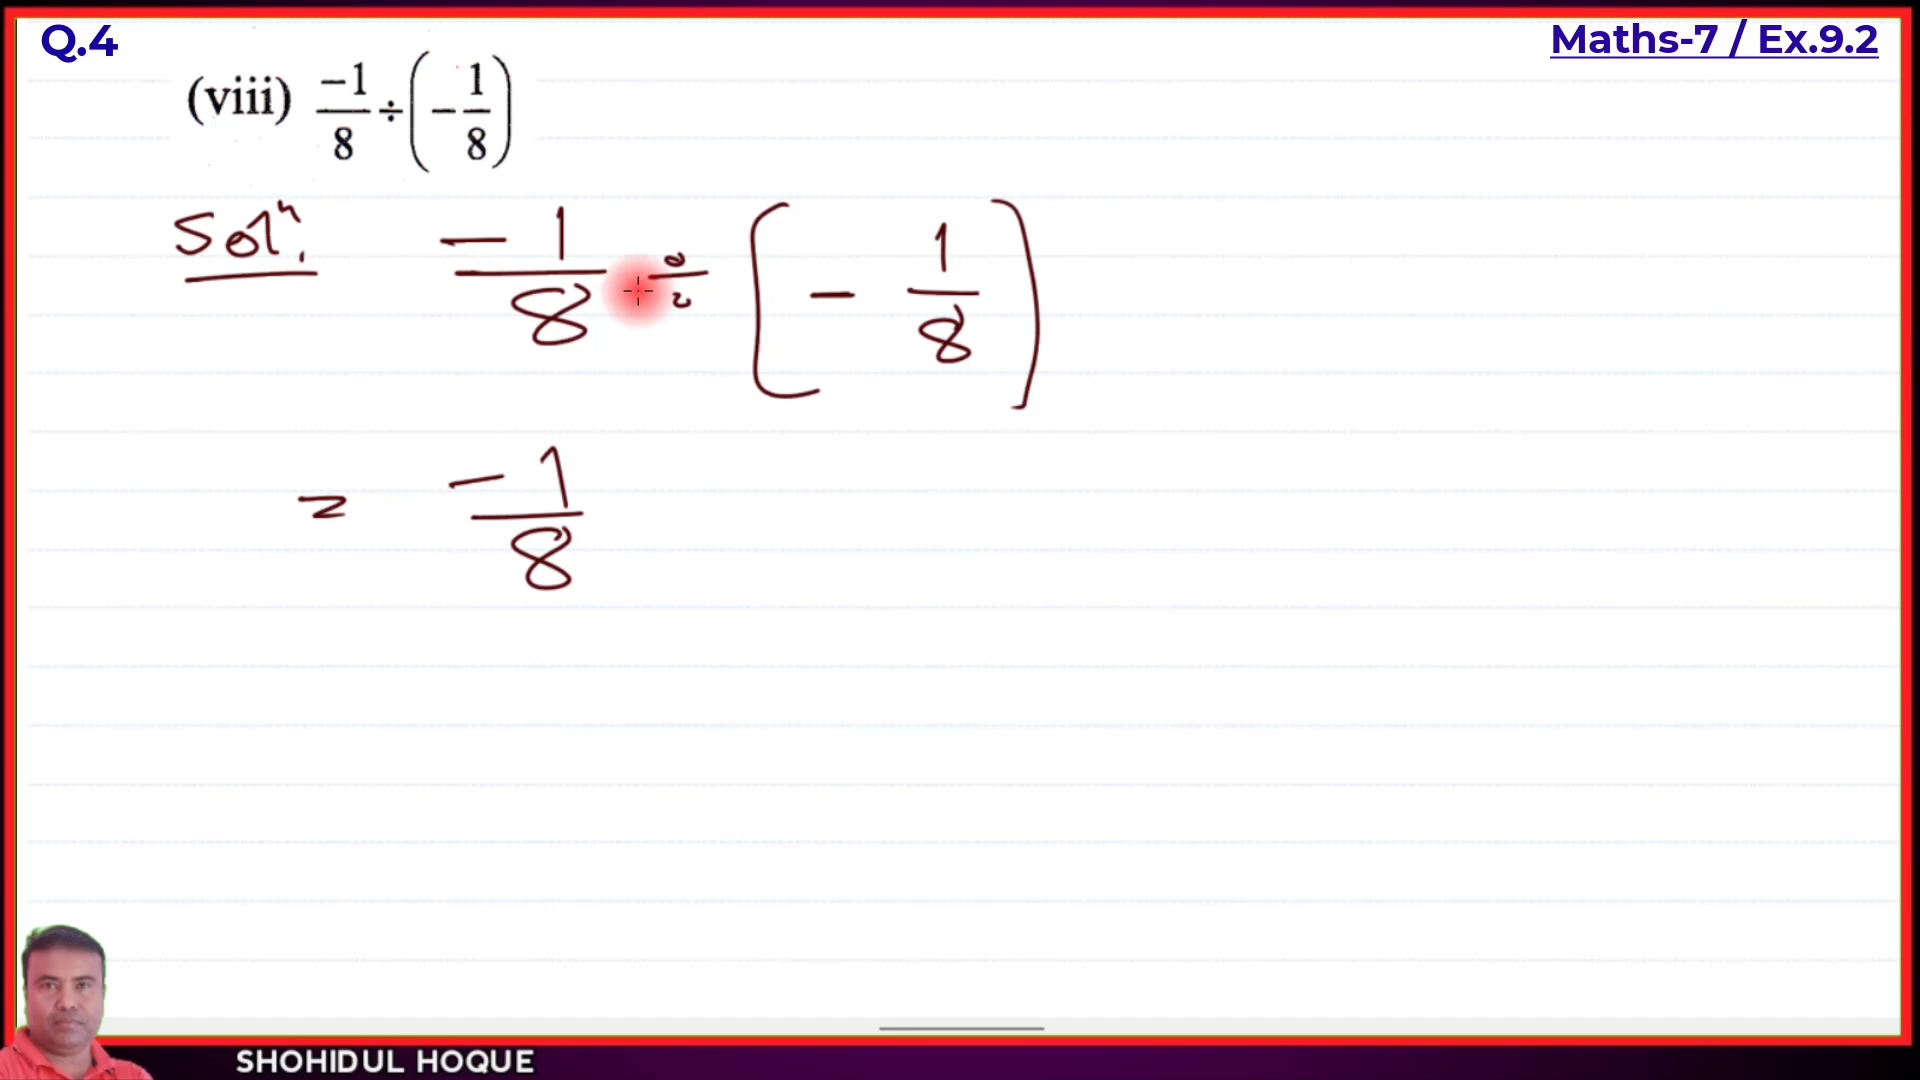 Q.4
Maths-7 / Ex.9.2
(viii) -1/8 ÷ (-1/8)
Solⁿ. -1/8 ÷ (-1/8)
= -1/8
SHOHIDUL HOQUE